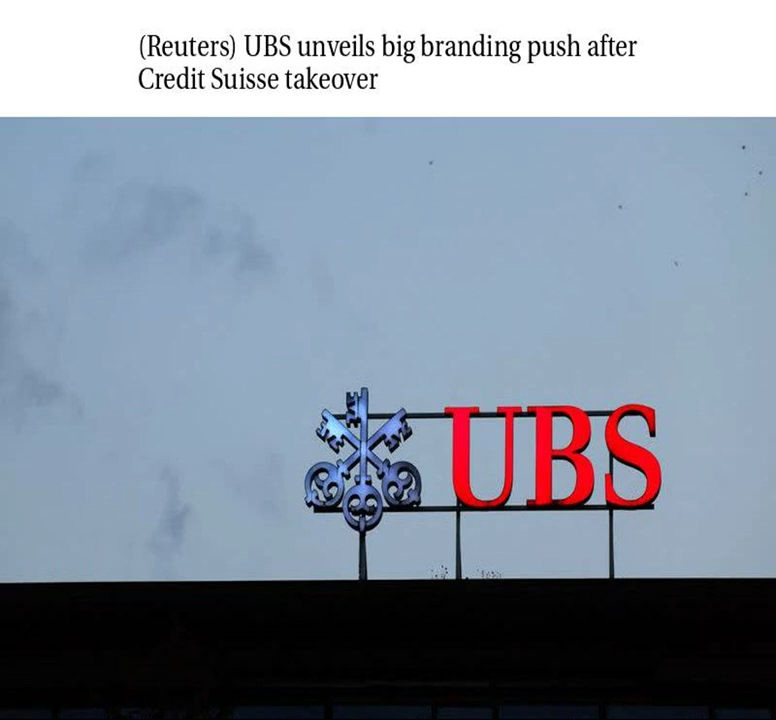 (Reuters) UBS unveils big branding push after
Credit Suisse takeover
UBS